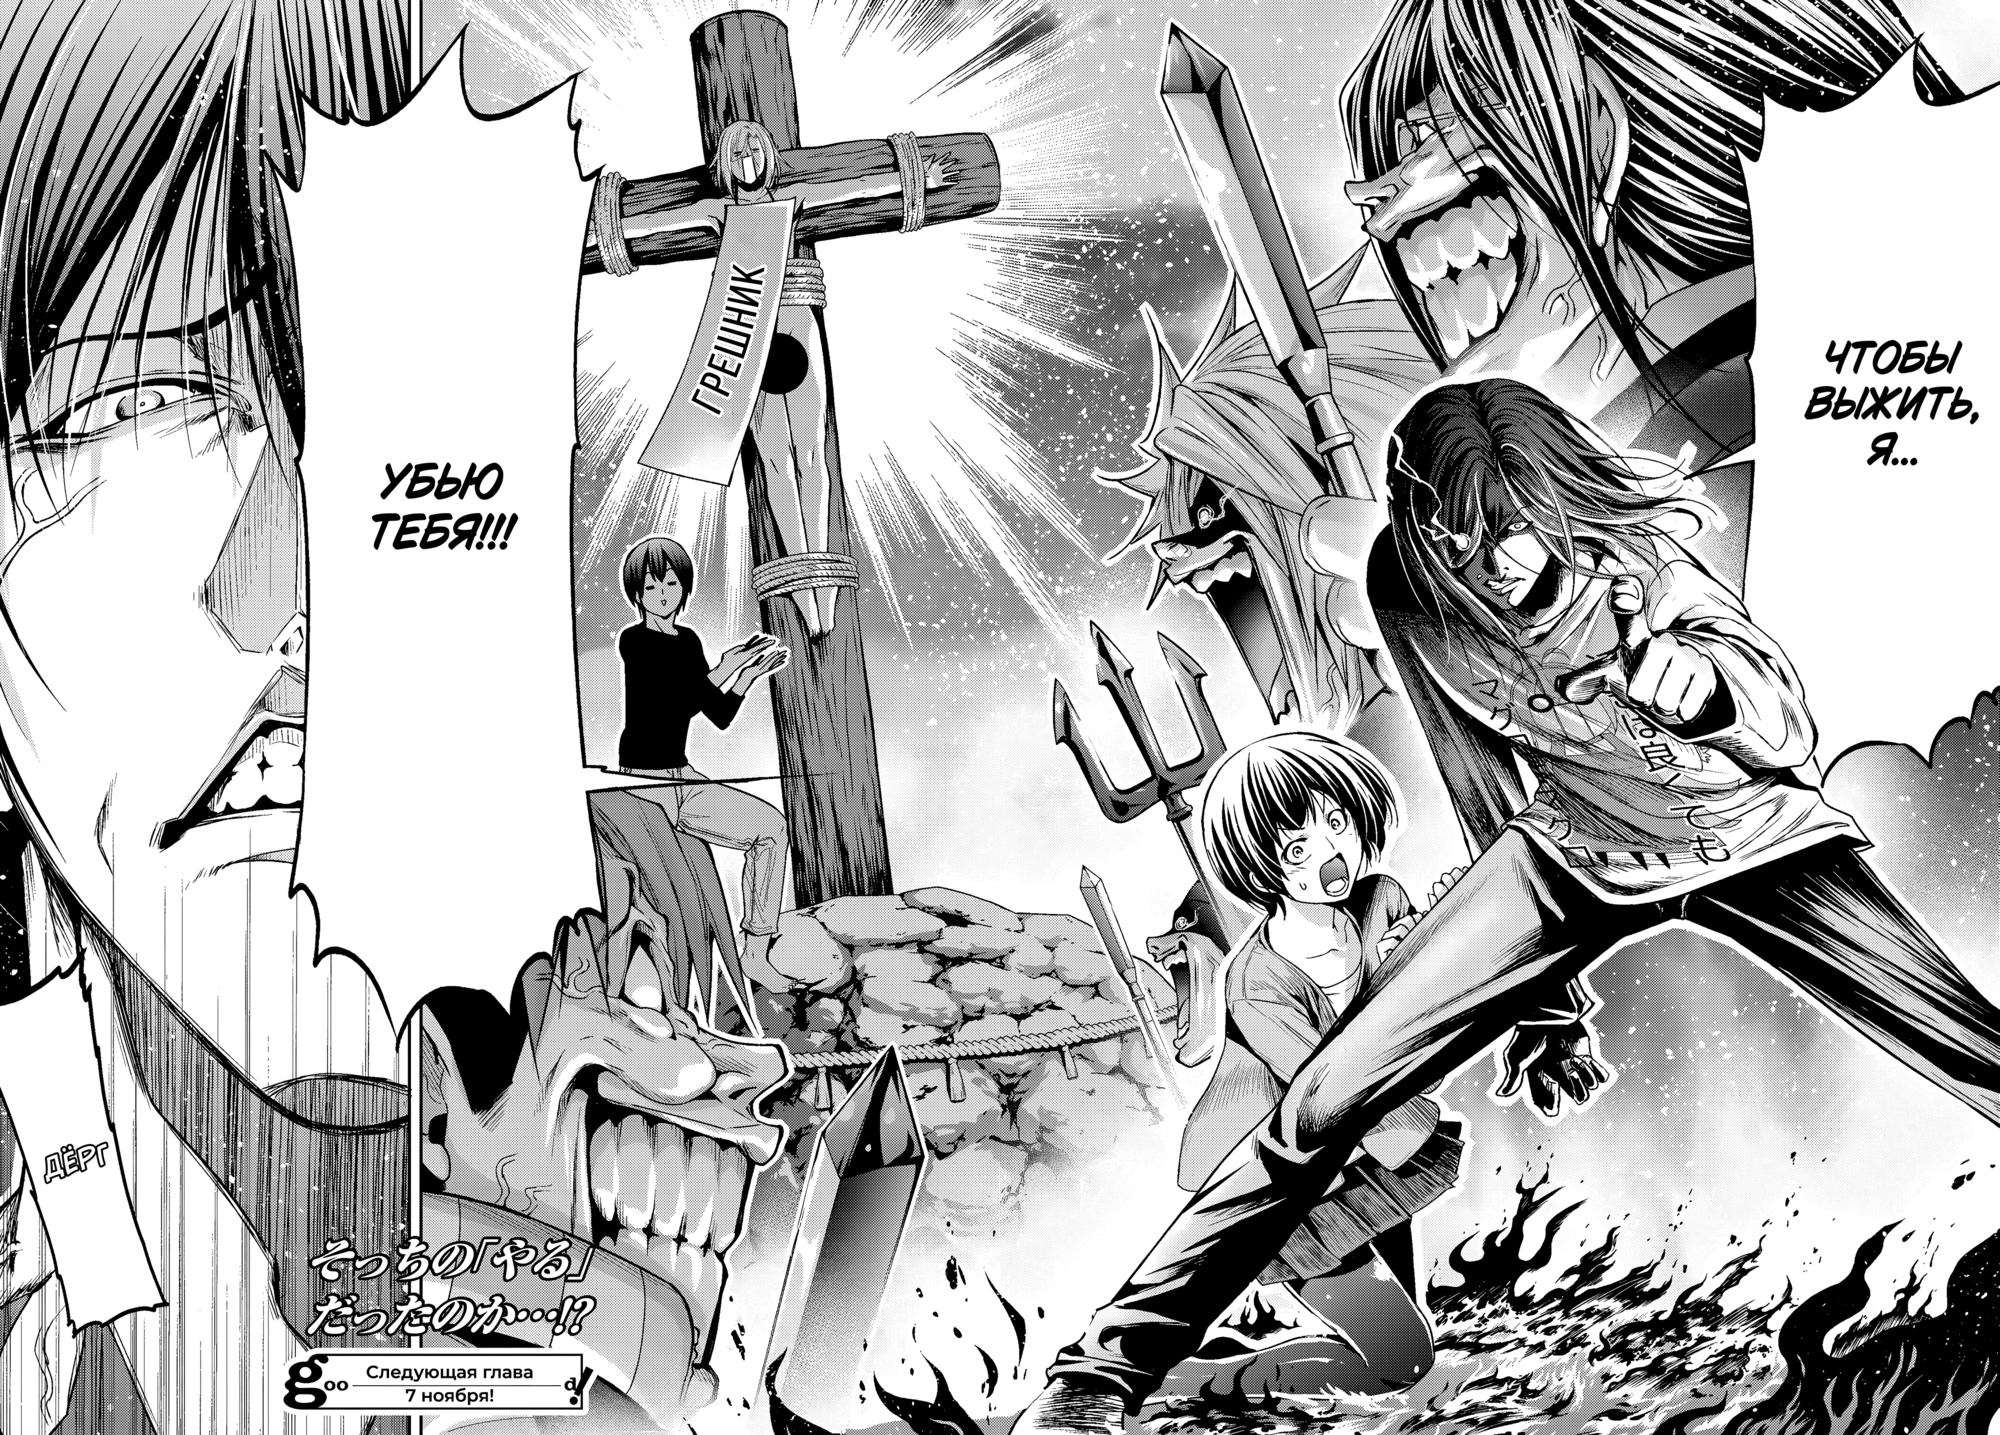 ЧТОБЫ
ВЫЖИТЬ,
Я...
ГРЕШНИК
УБЬЮ
ТЕБЯ!!!
ДЁРГ
そっちの「やる」
だったのか…!?
good!
Следующая глава
7 ноября!